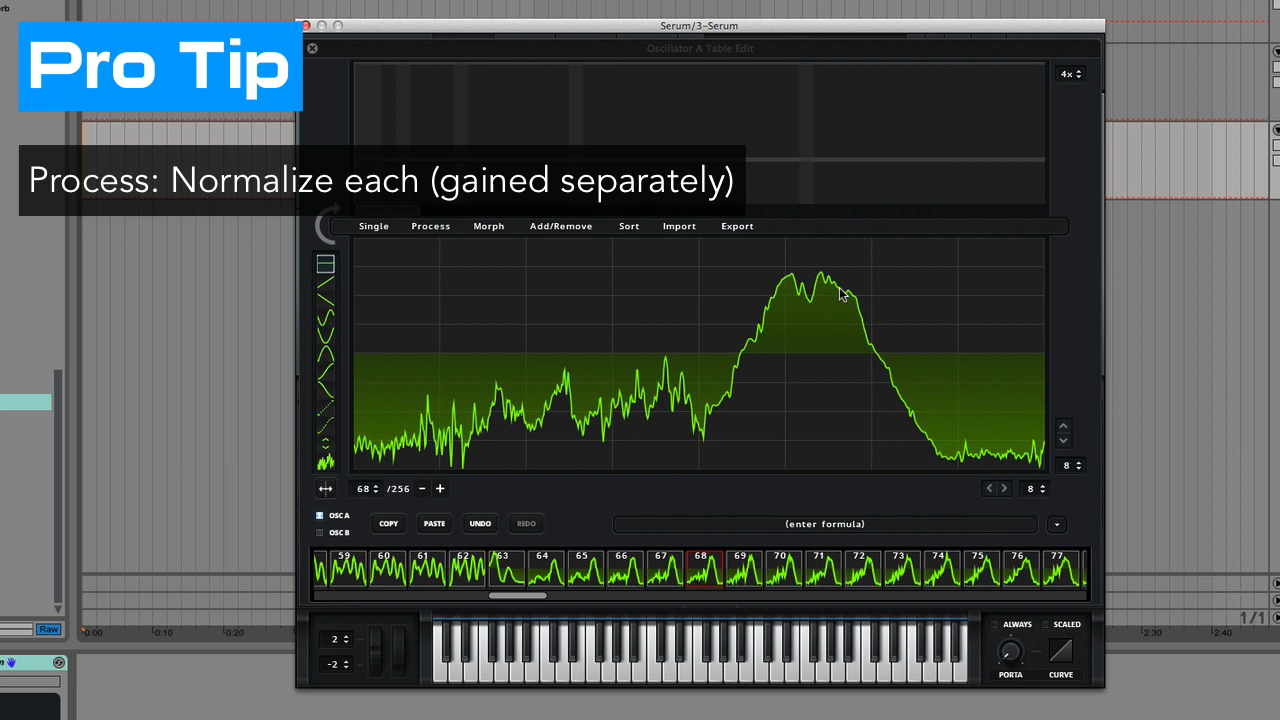 rb
Serum/3-Serum
Pro Tip
Oscillator A Table Edit
4x
Process: Normalize each (gained separately)
Single Process Morph Add/Remove Sort Import Export
8
68 /256 − + 8
OSC A
COPY PASTE UNDO REDO (enter formula)
OSC B
59 60 61 62 63 64 65 66 67 68 69 70 71 72 73 74 75 76 77
1/1
Raw 0:00 0:10 0:20 2:30 2:40
2 ALWAYS SCALED
-2
PORTA CURVE